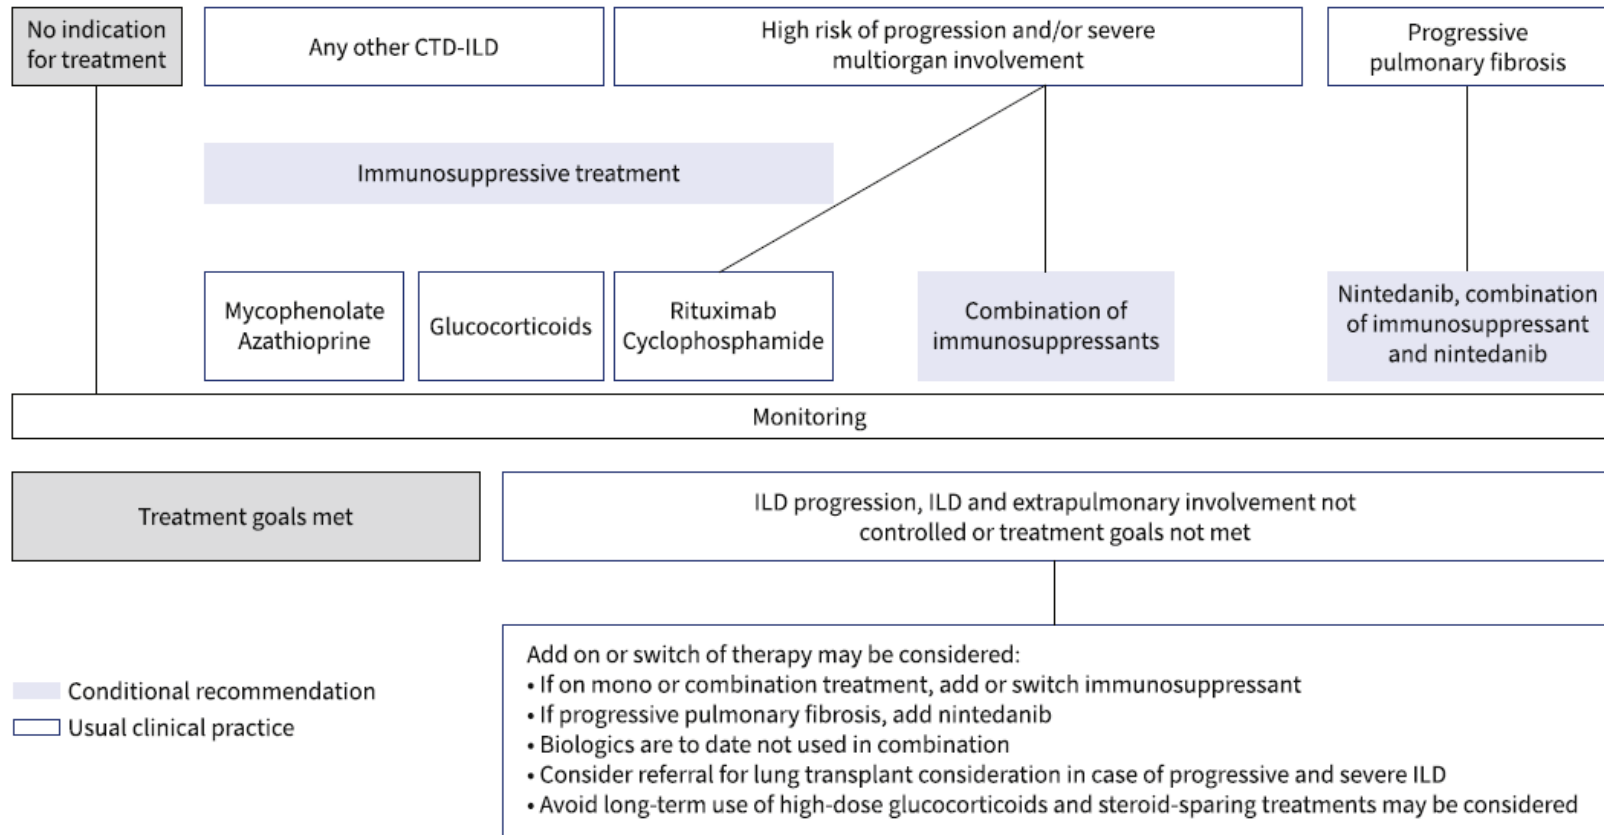 No indication
for treatment
Any other CTD-ILD
High risk of progression and/or severe
multiorgan involvement
Progressive
pulmonary fibrosis
Immunosuppressive treatment
Mycophenolate
Azathioprine
Glucocorticoids
Rituximab
Cyclophosphamide
Combination of
immunosuppressants
Nintedanib, combination
of immunosuppressant
and nintedanib
Monitoring
Treatment goals met
ILD progression, ILD and extrapulmonary involvement not
controlled or treatment goals not met
Add on or switch of therapy may be considered:
• If on mono or combination treatment, add or switch immunosuppressant
• If progressive pulmonary fibrosis, add nintedanib
• Biologics are to date not used in combination
• Consider referral for lung transplant consideration in case of progressive and severe ILD
• Avoid long-term use of high-dose glucocorticoids and steroid-sparing treatments may be considered
Conditional recommendation
Usual clinical practice